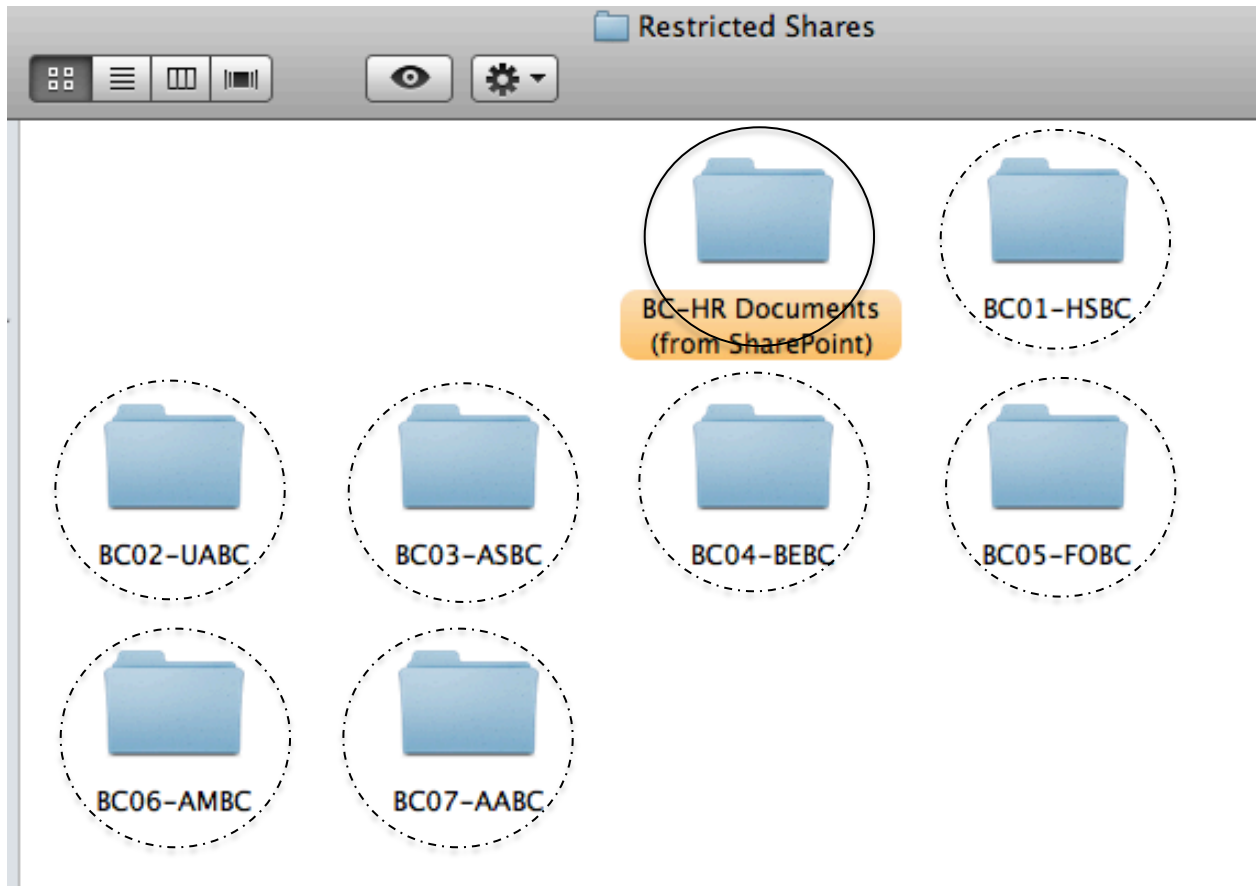 Restricted Shares
BC-HR Documents
(from SharePoint)
BC01-HSBC
BC02-UABC
BC03-ASBC
BC04-BEBC
BC05-FOBC
BC06-AMBC
BC07-AABC